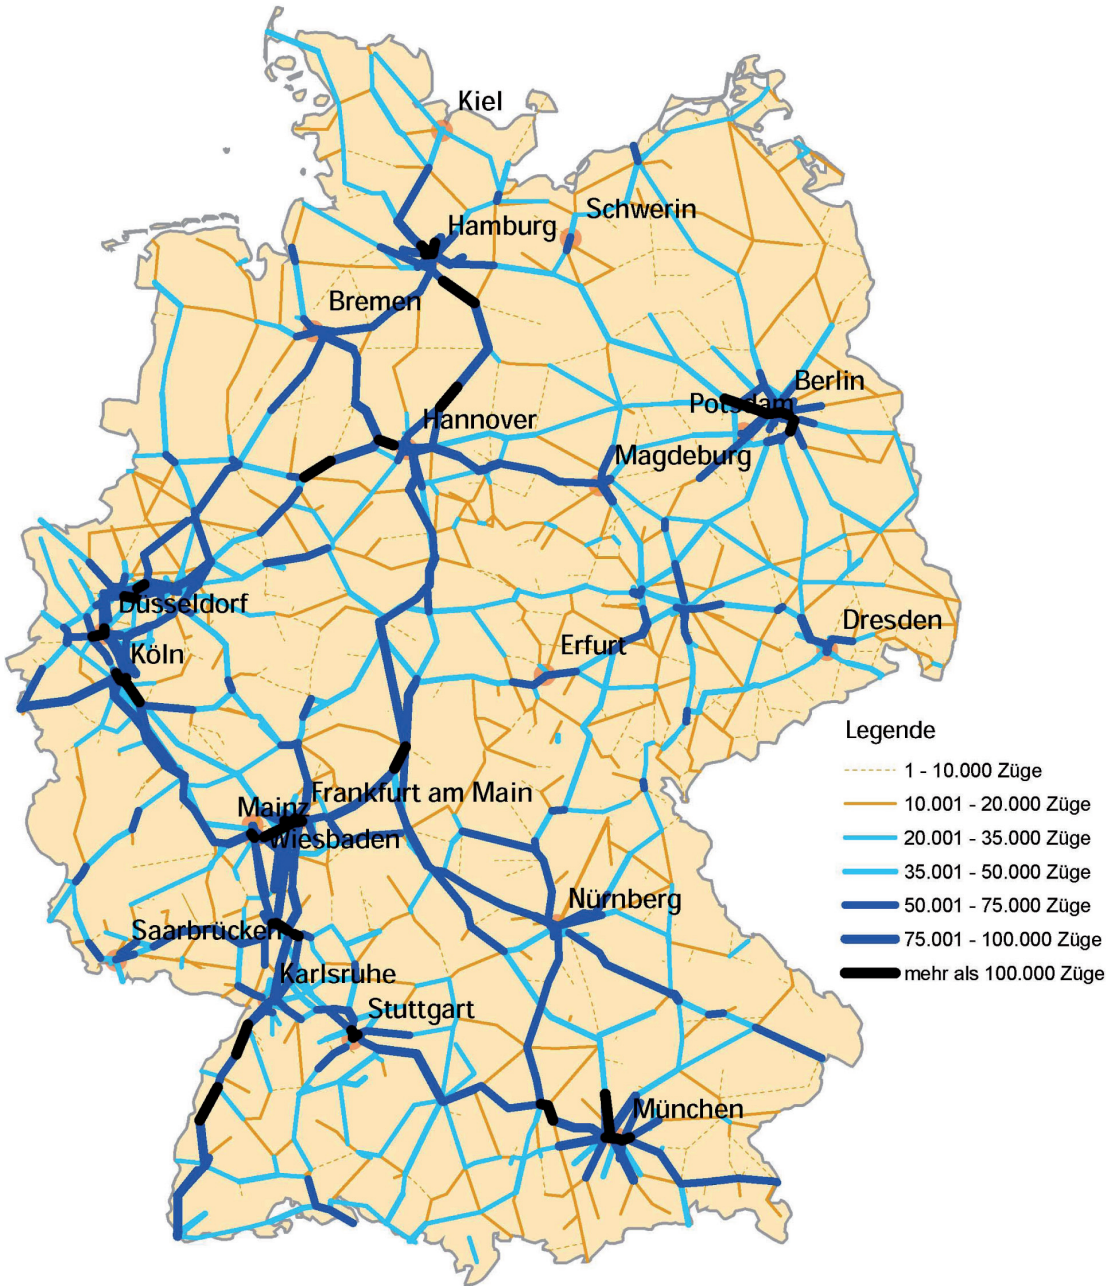 Kiel
Schwerin
Hamburg
Bremen
Berlin
Potsdam
Hannover
Magdeburg
Düsseldorf
Dresden
Erfurt
Köln
Legende
1 - 10.000 Züge
10.001 - 20.000 Züge
20.001 - 35.000 Züge
35.001 - 50.000 Züge
50.001 - 75.000 Züge
75.001 - 100.000 Züge
mehr als 100.000 Züge
Frankfurt am Main
Mainz
Wiesbaden
Nürnberg
Saarbrücken
Karlsruhe
Stuttgart
München